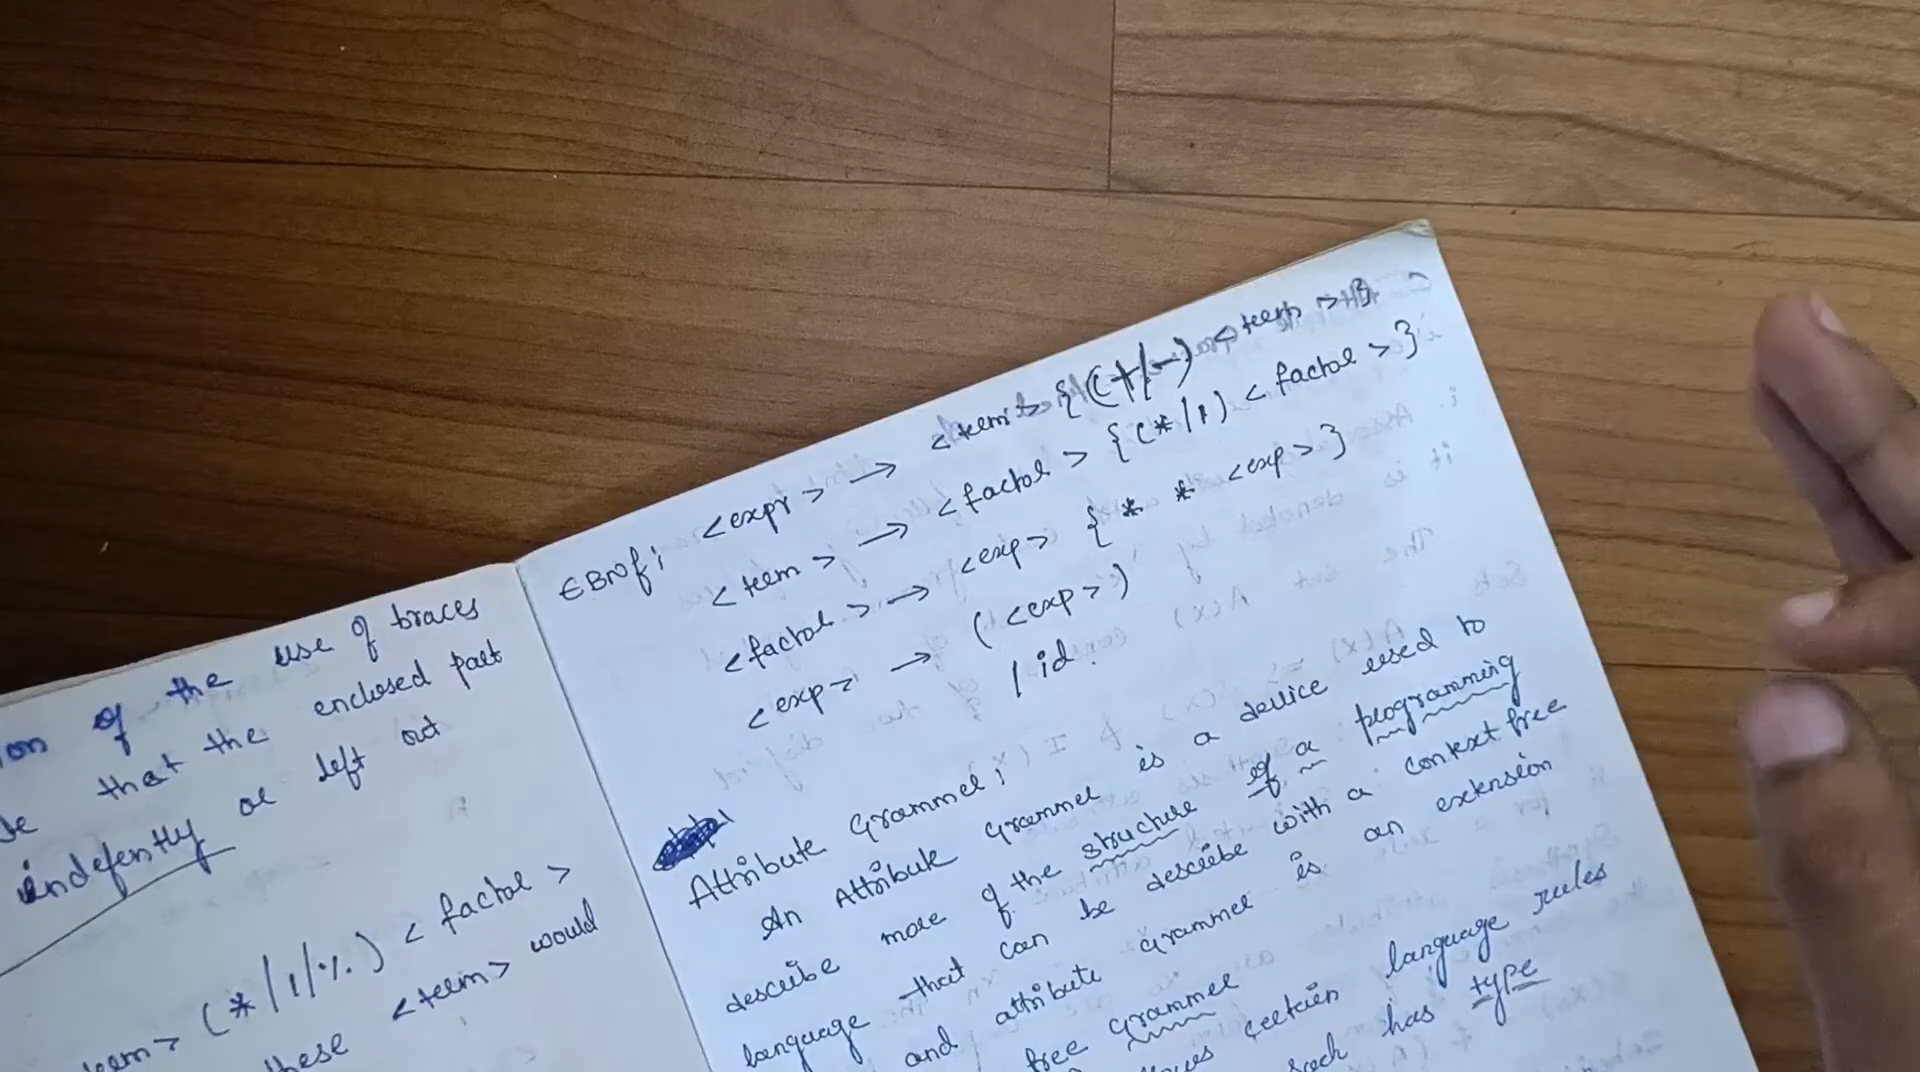 on of the use of braces
that the enclosed part
indefently or left out
(*/1/%) < factor >
these <term> would
EBNf; <expr> → <term> {(+/-) <term>}
<term> → <factor> {(*/1) <factor>}
<factor> → <exp> {* * <exp>}
<exp> → (<exp>)
/ id.
Attribute Grammer;
An Attribute Grammer is a device used to
describe more of the structure of a programming
language that can be describe with a context free
and attribute grammer is an extension
free grammer
certein language rules
has type